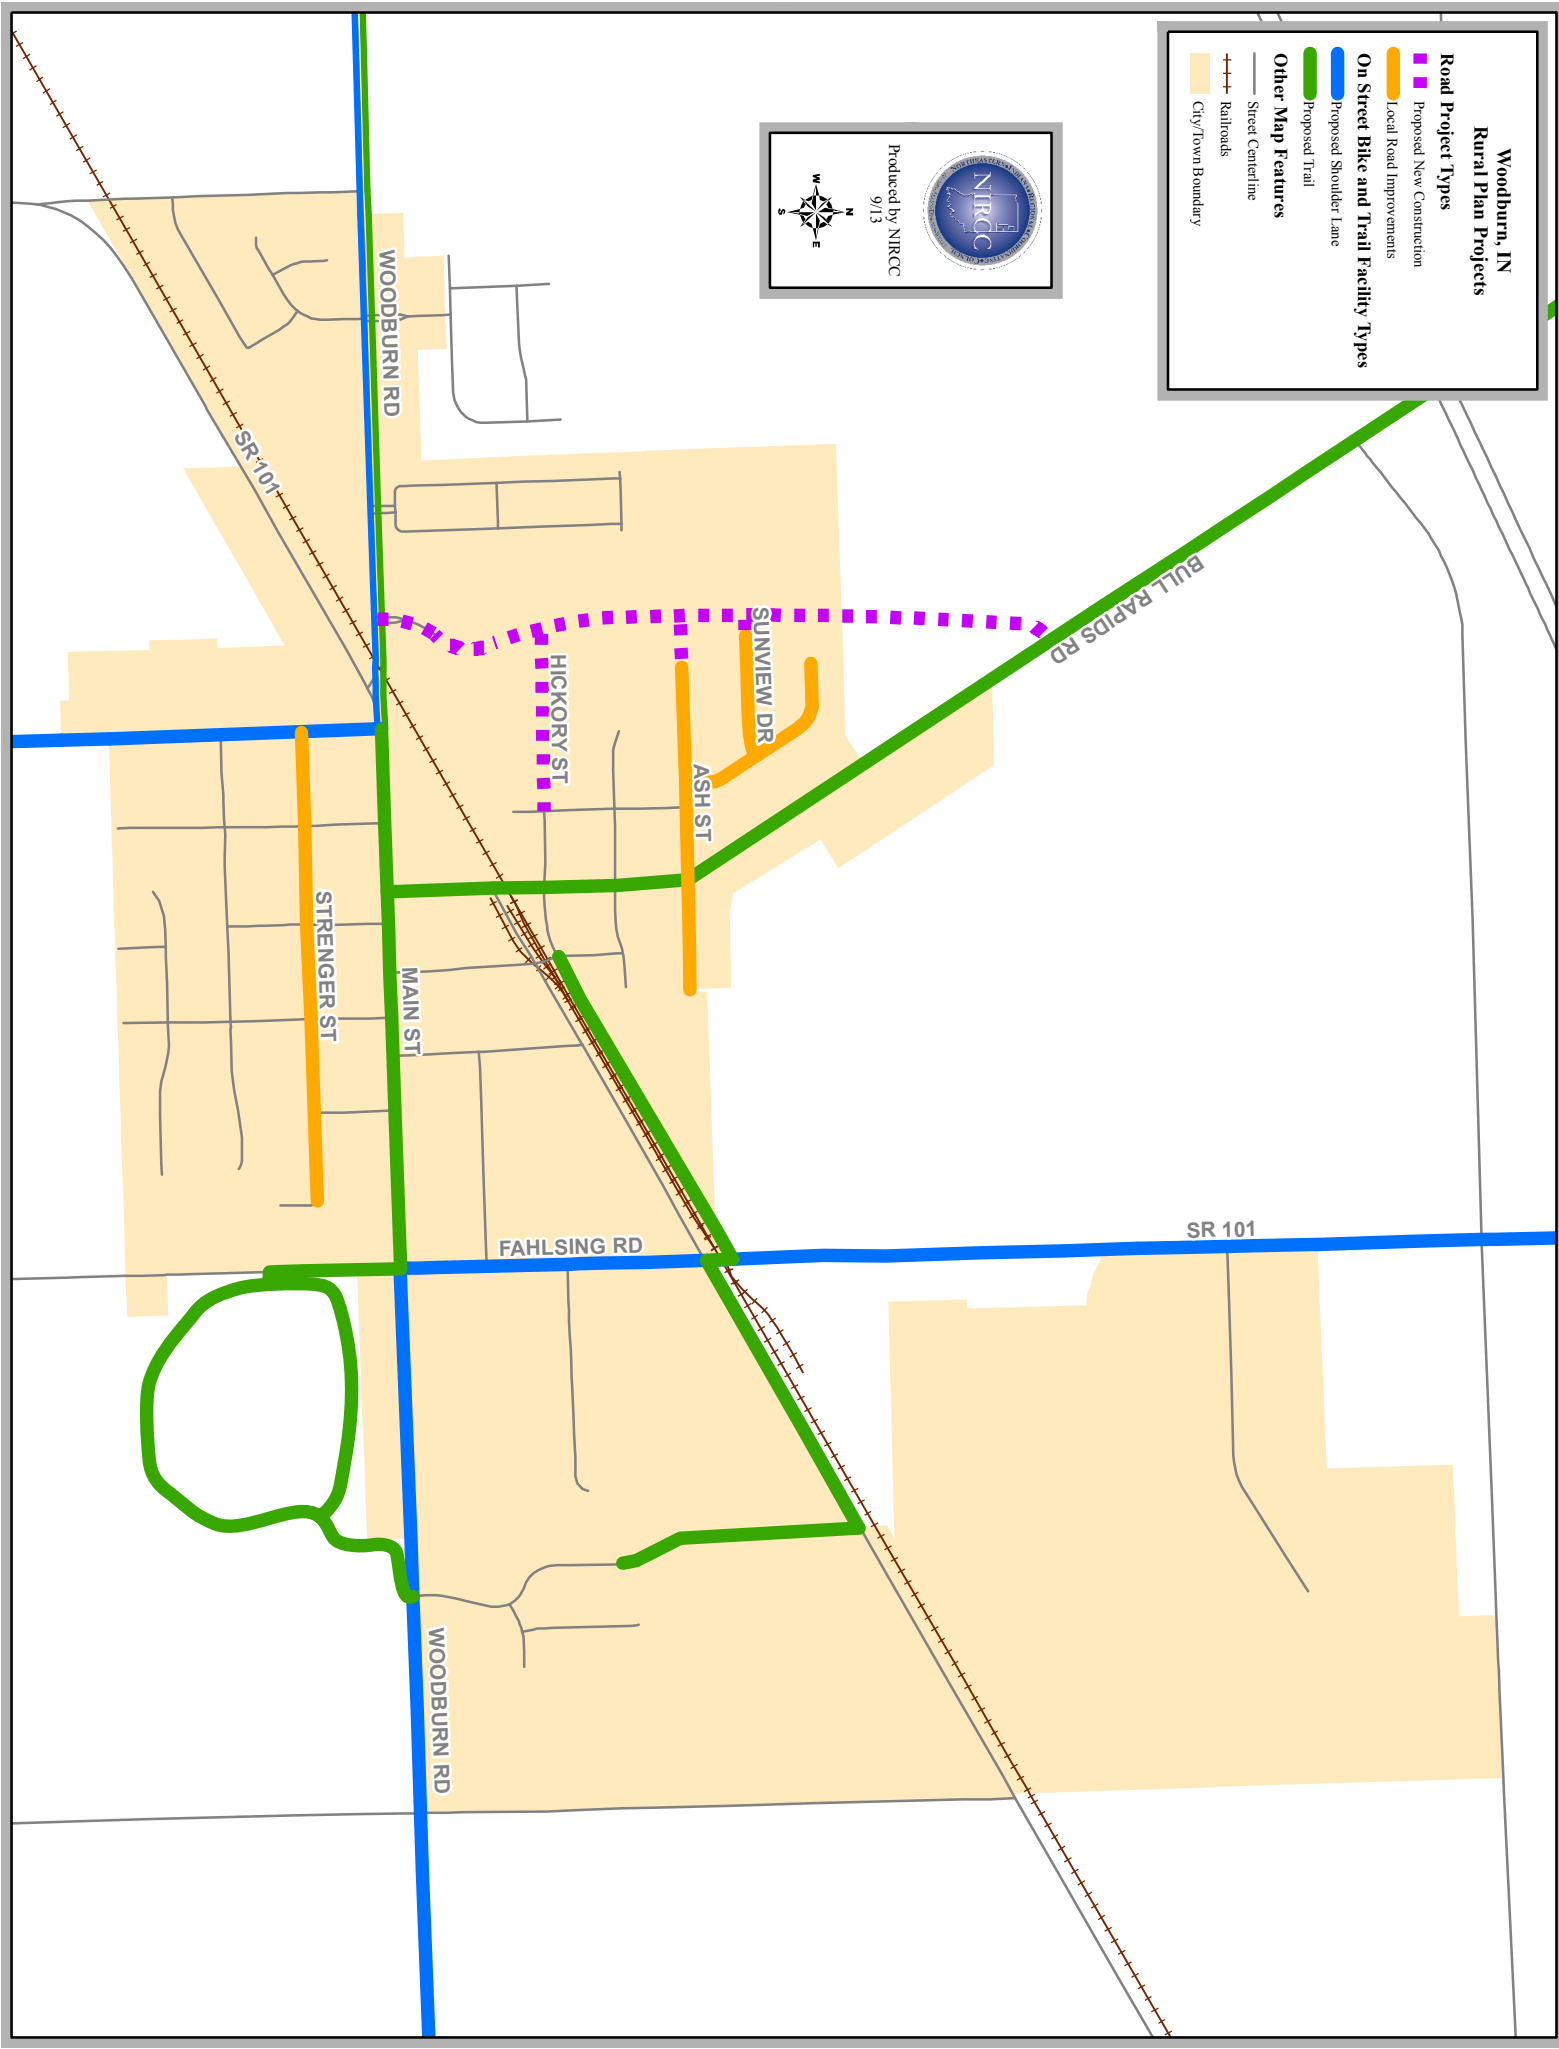 Woodburn, IN
Rural Plan Projects
Road Project Types
Proposed New Construction
Local Road Improvements
On Street Bike and Trail Facility Types
Proposed Shoulder Lane
Proposed Trail
Other Map Features
Street Centerline
Railroads
City/Town Boundary
NIRCC
Produced by NIRCC
9/13
N
W
E
S
WOODBURN RD
SR 101
BULL RAPIDS RD
SUNVIEW DR
HICKORY ST
ASH ST
STRENGER ST
MAIN ST
FAHLSING RD
SR 101
WOODBURN RD